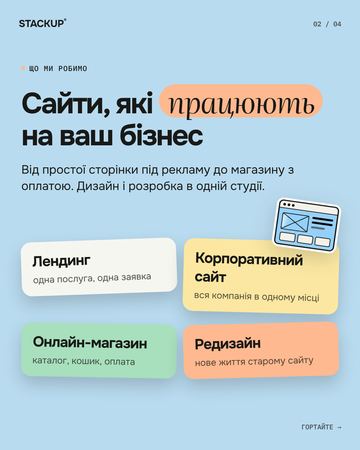 STACKUP®
02 / 04
ЩО МИ РОБИМО
Сайти, які працюють
на ваш бізнес
Від простої сторінки під рекламу до магазину з
оплатою. Дизайн і розробка в одній студії.
Лендинг
одна послуга, одна заявка
Корпоративний
сайт
вся компанія в одному місці
Онлайн-магазин
каталог, кошик, оплата
Редизайн
нове життя старому сайту
ГОРТАЙТЕ →